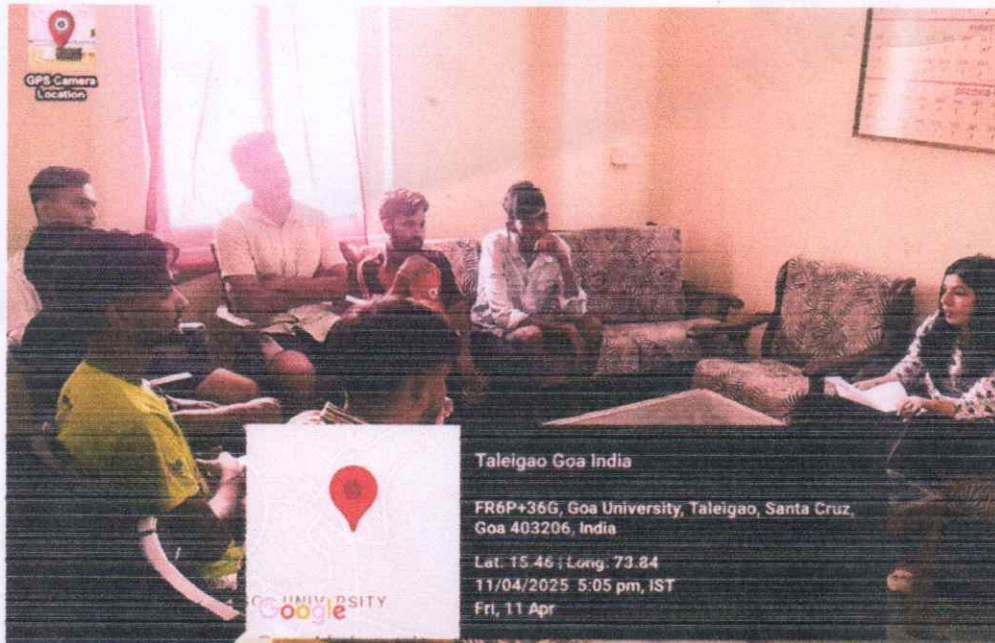 GPS Camera
Location
Taleigao Goa India
FR6P+36G, Goa University, Taleigao, Santa Cruz,
Goa 403206, India
Lat: 15.46 | Long: 73.84
11/04/2025 5:05 pm, IST
Fri, 11 Apr
UNIVERSITY
Google